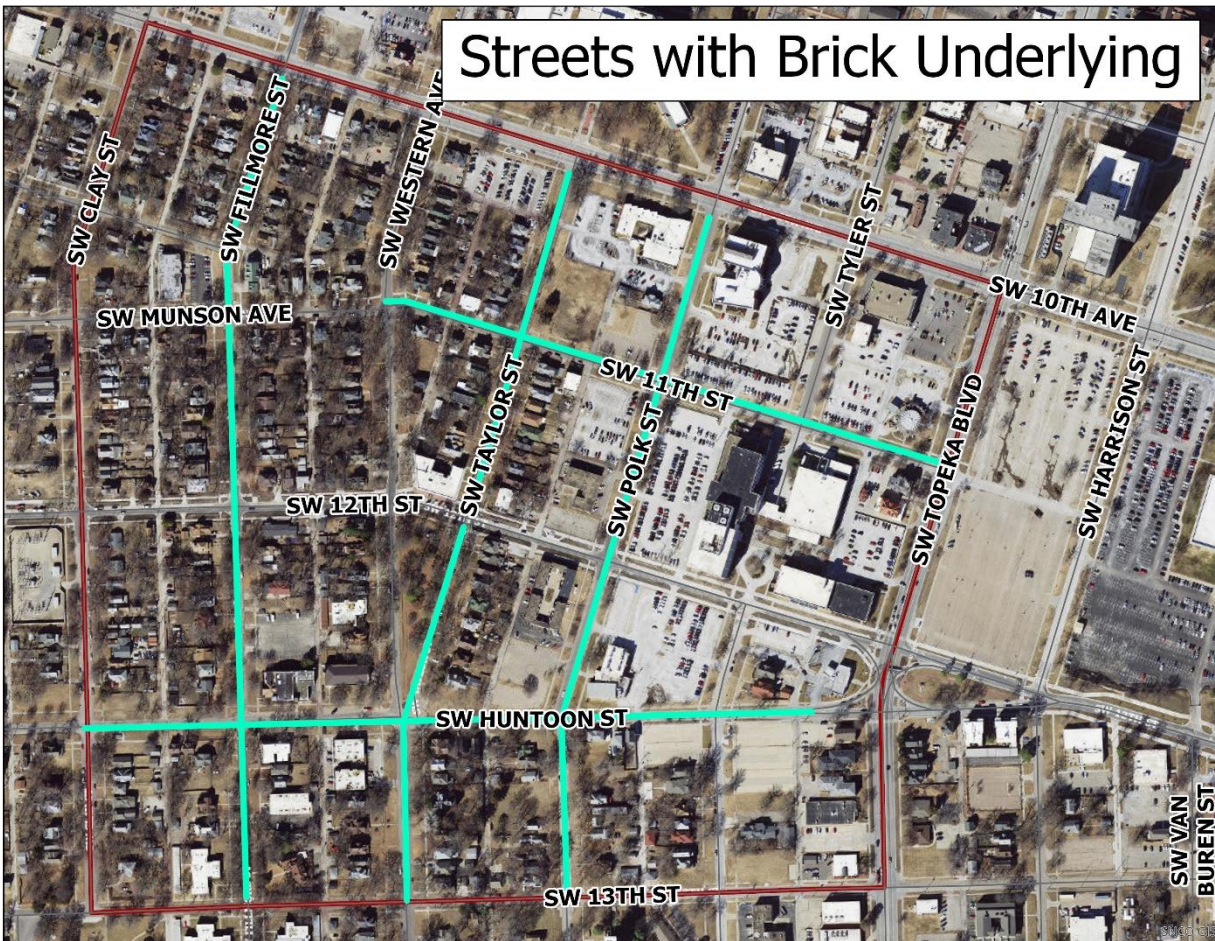 Streets with Brick Underlying
SW CLAY ST
SW FILLMORE ST
SW WESTERN AVE
SW TYLER ST
SW 10TH AVE
SW MUNSON AVE
SW 11TH ST
SW TAYLOR ST
SW POLK ST
SW TOPEKA BLVD
SW HARRISON ST
SW 12TH ST
SW HUNTOON ST
SW 13TH ST
SW VAN
BUREN ST